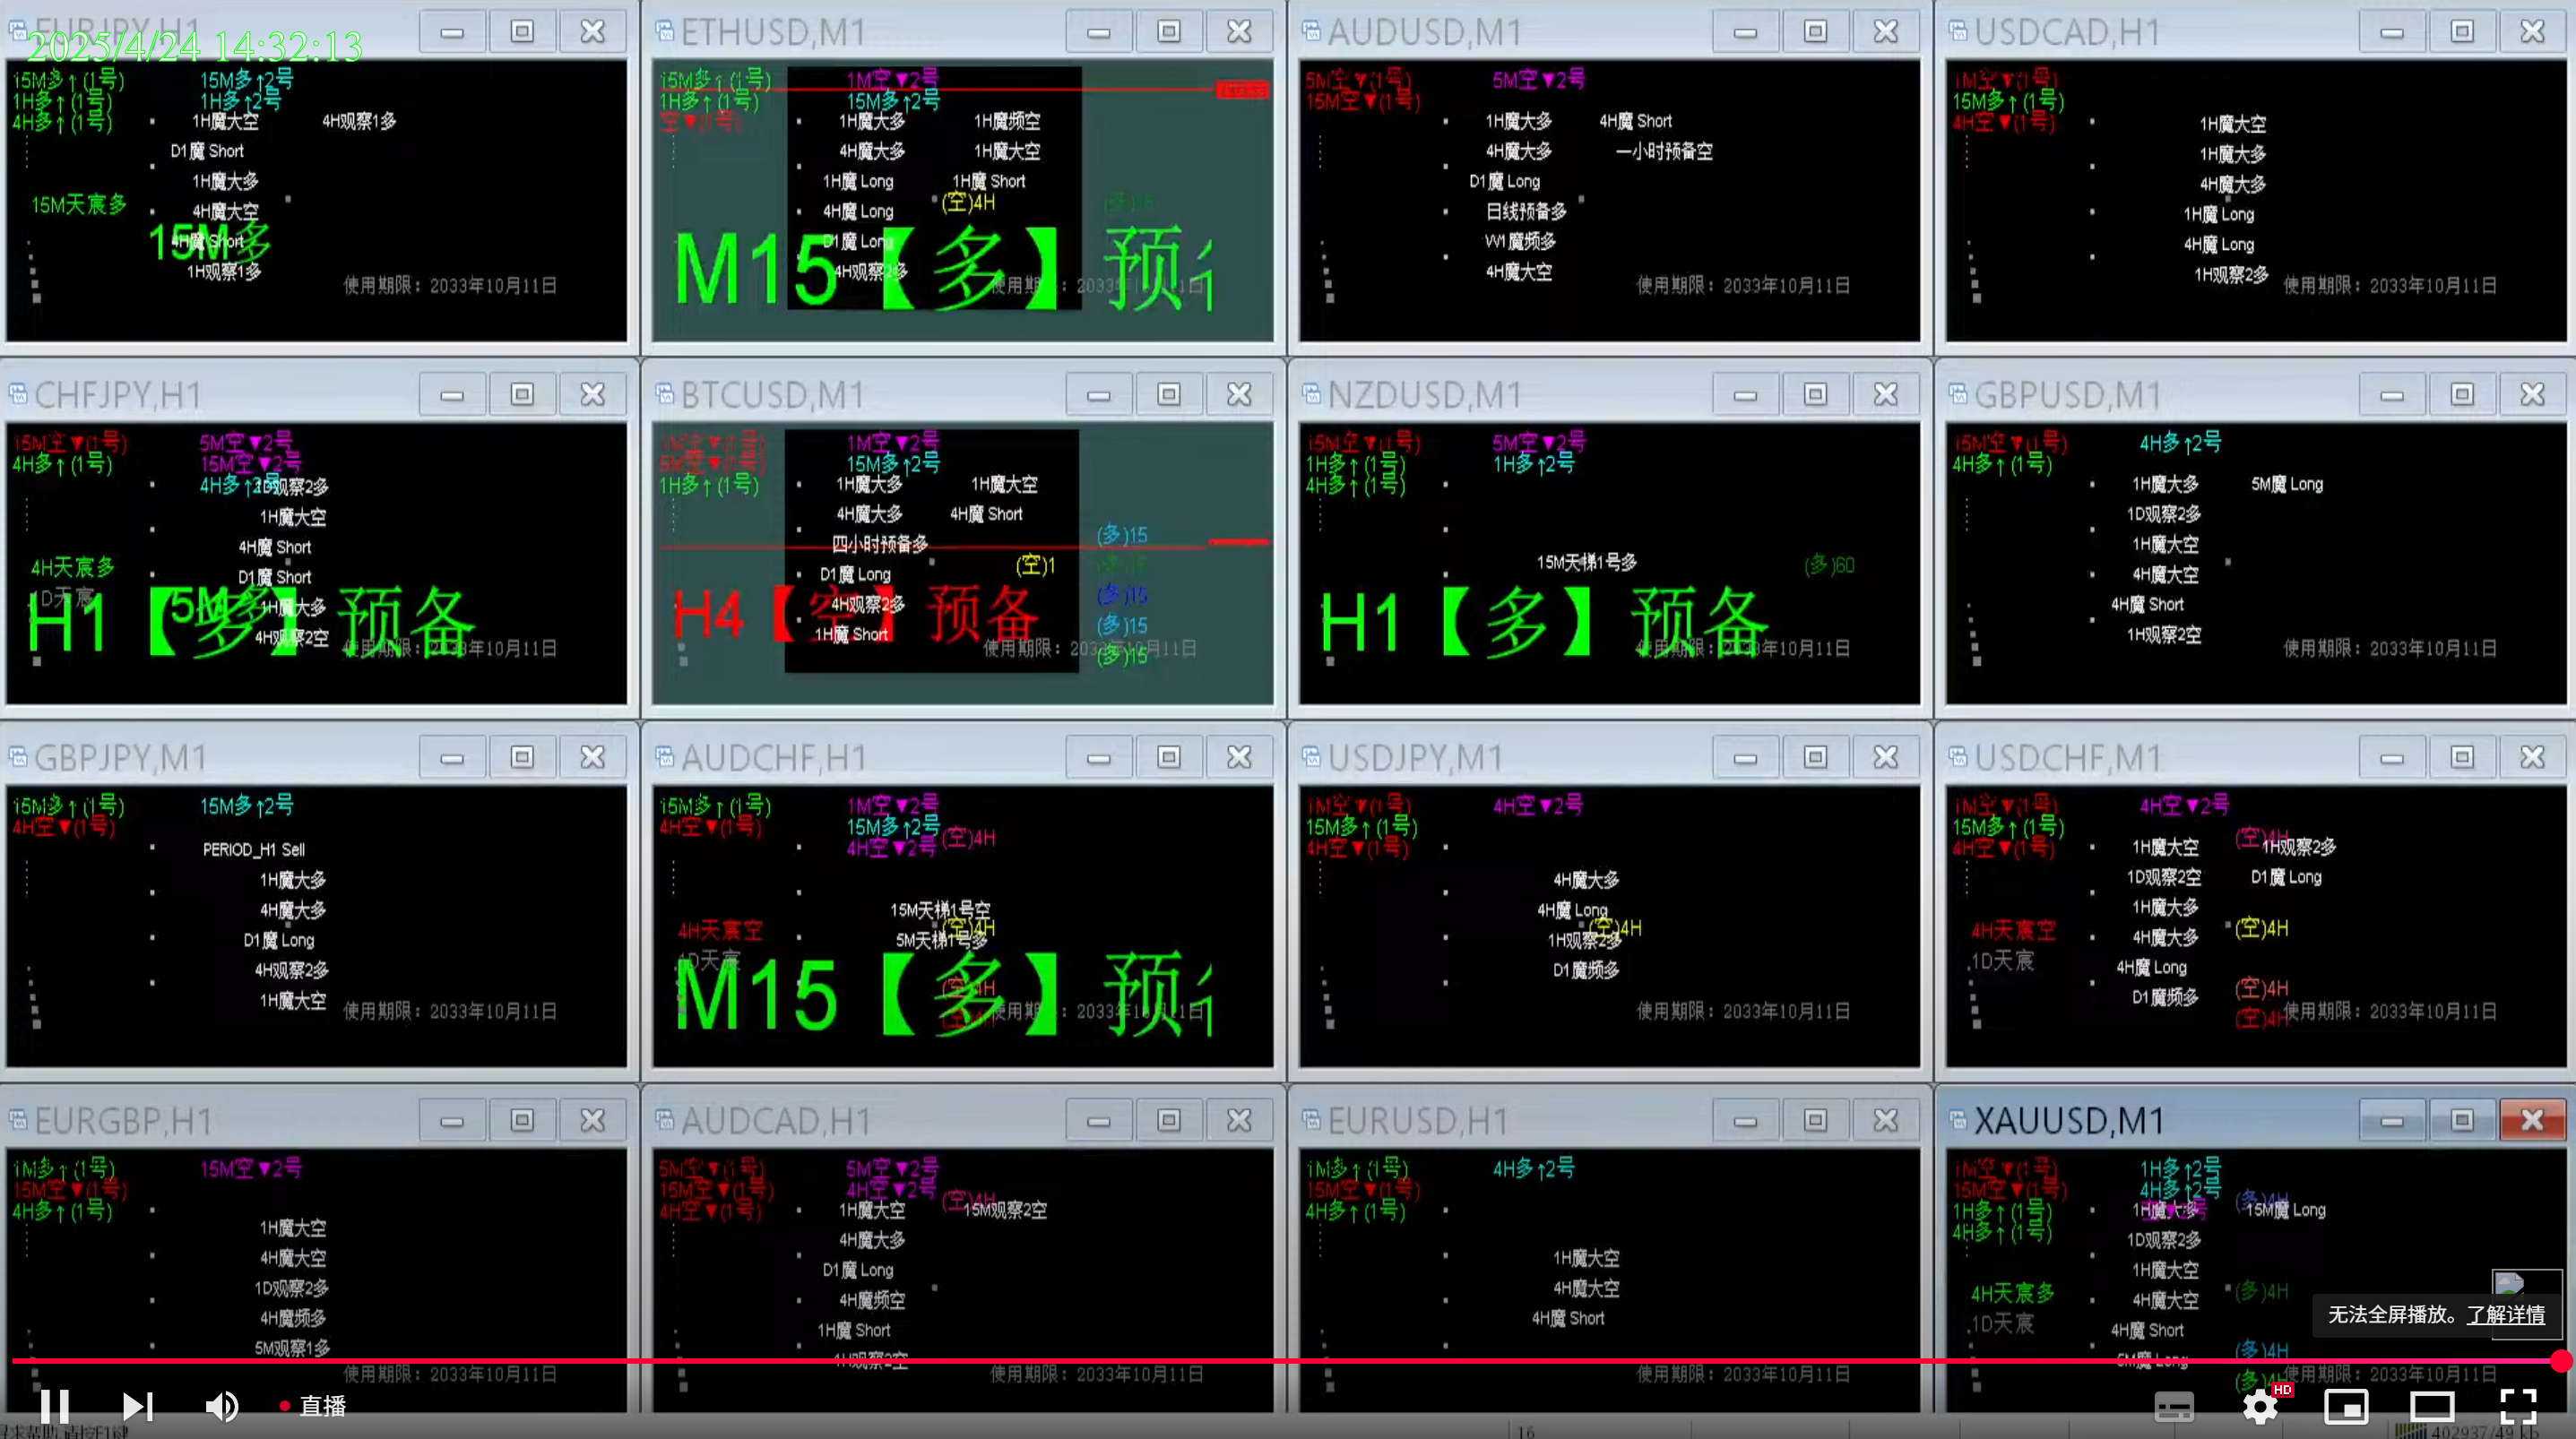 EURJPY,H1
2025/4/24 14:32:13
15M多↑(1号) 15M多↑2号
1H多↑(1号) 1H多↑2号
4H多↑(1号) 1H魔大空 4H观察1多
D1魔 Short
1H魔大多
15M天宸多 4H魔大空
15M多
4H魔 Short
1H观察1多
使用期限：2033年10月11日
ETHUSD,M1
15M多↑(1号) 1M空▼2号
1H多↑(1号) 15M多↑2号
空▼(1号) 1H魔大多 1H魔频空
4H魔大多 1H魔大空
1H魔 Long 1H魔 Short
(空)4H (多)15
4H魔 Long
D1魔 Long
M15【多】预
4H观察2多
AUDUSD,M1
5M空▼(1号) 5M空▼2号
15M空▼(1号)
1H魔大多 4H魔 Short
4H魔大多 一小时预备空
D1魔 Long
日线预备多
W1魔频多
4H魔大空
使用期限：2033年10月11日
USDCAD,H1
1M空▼(1号)
15M多↑(1号)
4H空▼(1号) 1H魔大空
1H魔大空
4H魔大多
1H魔 Long
4H魔 Long
1H观察2多
使用期限：2033年10月11日
CHFJPY,H1
15M空▼(1号) 5M空▼2号
4H多↑(1号) 15M空▼2号
4H多↑2号
1D观察2多
1H魔大空
4H魔 Short
4H天宸多 D1魔 Short
1D天宸
1H魔大多
H1【多】预备
5M多
4H观察2空
使用期限：2033年10月11日
BTCUSD,M1
1M空▼(1号) 1M空▼2号
5M空▼(1号) 15M多↑2号
1H多↑(1号) 1H魔大多 1H魔大空
4H魔大多 4H魔 Short
四小时预备多 (多)15
(空)1
D1魔 Long
4H观察2多 (多)15
H4【空】预备 (多)15
1H魔 Short (多)15
使用期限：2033年10月11日
NZDUSD,M1
15M空▼(1号) 5M空▼2号
1H多↑(1号) 1H多↑2号
4H多↑(1号)
15M天梯1号多 (多)60
H1【多】预备
使用期限：2033年10月11日
GBPUSD,M1
15M空▼(1号) 4H多↑2号
4H多↑(1号)
1H魔大多 5M魔 Long
1D观察2多
1H魔大空
4H魔大空
4H魔 Short
1H观察2空
使用期限：2033年10月11日
GBPJPY,M1
15M多↑(1号) 15M多↑2号
4H空▼(1号)
PERIOD_H1 Sell
1H魔大多
4H魔大多
D1魔 Long
4H观察2多
1H魔大空
使用期限：2033年10月11日
AUDCHF,H1
15M多↑(1号) 1M空▼2号
4H空▼(1号) 15M多↑2号 (空)4H
4H空▼2号
15M天梯1号空
4H天宸空 (空)4H
5M天梯1号多
1D天宸
M15【多】预
(空)4H
USDJPY,M1
1M空▼(1号) 4H空▼2号
15M多↑(1号)
4H空▼(1号)
4H魔大多
4H魔 Long
(空)4H
1H观察2多
D1魔频多
使用期限：2033年10月11日
USDCHF,M1
1M空▼(1号) 4H空▼2号
15M多↑(1号) (空)4H
4H空▼(1号) 1H魔大空 1H观察2多
1D观察2空 D1魔 Long
1H魔大多
4H天宸空 4H魔大多 (空)4H
1D天宸 4H魔 Long
D1魔频多 (空)4H
(空)4H
使用期限：2033年10月11日
EURGBP,H1
1M多↑(1号) 15M空▼2号
15M空▼(1号)
4H多↑(1号)
1H魔大空
4H魔大空
1D观察2多
4H魔频多
5M观察1多
使用期限：2033年10月11日
AUDCAD,H1
5M空▼(1号) 5M空▼2号
15M空▼(1号) 4H空▼2号 (空)4H
4H空▼(1号) 1H魔大空 15M观察2空
4H魔大多
D1魔 Long
4H魔频空
1H魔 Short
1H观察2空
使用期限：2033年10月11日
EURUSD,H1
1M多↑(1号) 4H多↑2号
15M空▼(1号)
4H多↑(1号)
1H魔大空
4H魔大空
4H魔 Short
使用期限：2033年10月11日
XAUUSD,M1
1M空▼(1号) 1H多↑2号
15M空▼(1号) 4H多↑2号
1H多↑(1号) 1H魔大多 (多)4H 15M魔 Long
4H多↑(1号) 1D观察2多
1H魔大空
4H天宸多 4H魔大空 (多)4H
1D天宸 4H魔 Short
(多)4H
5M魔 Long
使用期限：2033年10月11日
无法全屏播放。了解详情
直播
HD
16
402937/49 kb